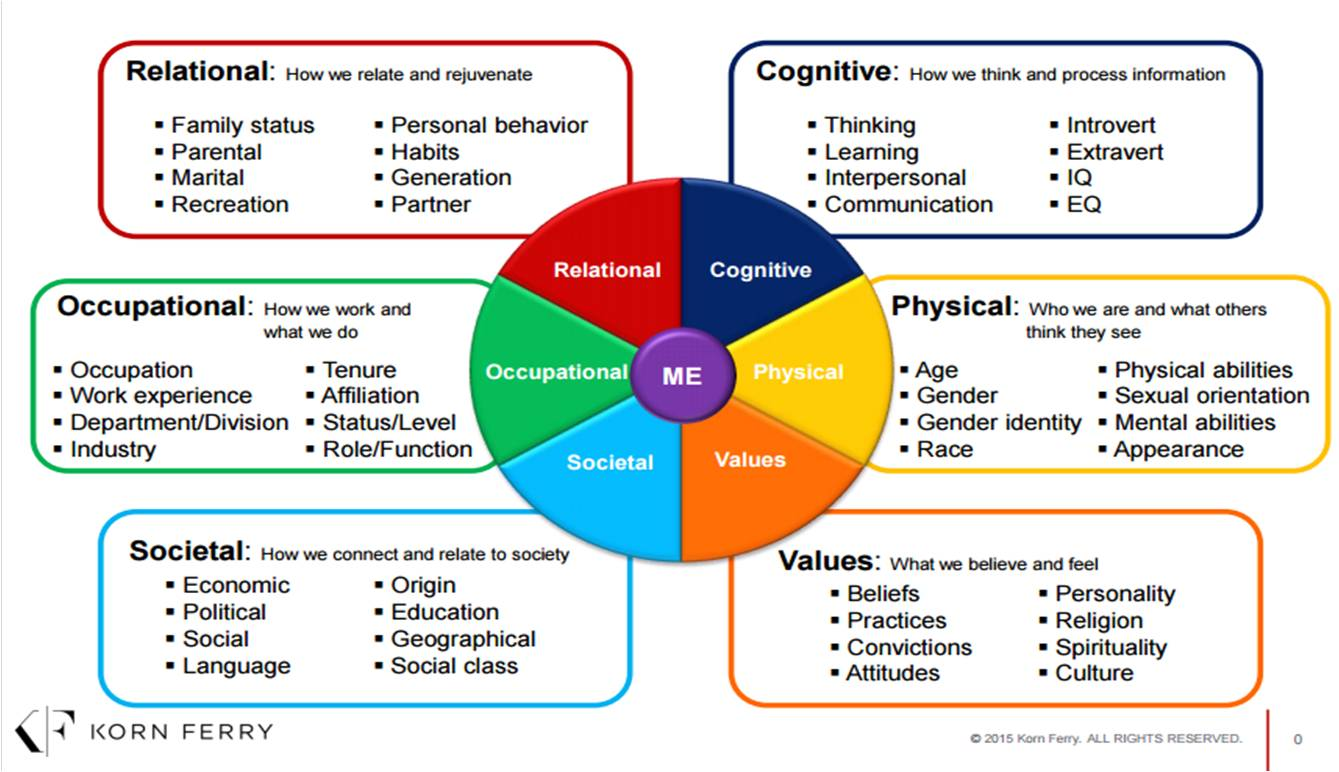 Relational: How we relate and rejuvenate
▪ Family status
▪ Parental
▪ Marital
▪ Recreation
▪ Personal behavior
▪ Habits
▪ Generation
▪ Partner
Cognitive: How we think and process information
▪ Thinking
▪ Learning
▪ Interpersonal
▪ Communication
▪ Introvert
▪ Extravert
▪ IQ
▪ EQ
Occupational: How we work and
what we do
▪ Occupation
▪ Work experience
▪ Department/Division
▪ Industry
▪ Tenure
▪ Affiliation
▪ Status/Level
▪ Role/Function
Relational
Cognitive
Occupational
ME
Physical
Societal
Values
Physical: Who we are and what others
think they see
▪ Age
▪ Gender
▪ Gender identity
▪ Race
▪ Physical abilities
▪ Sexual orientation
▪ Mental abilities
▪ Appearance
Societal: How we connect and relate to society
▪ Economic
▪ Political
▪ Social
▪ Language
▪ Origin
▪ Education
▪ Geographical
▪ Social class
Values: What we believe and feel
▪ Beliefs
▪ Practices
▪ Convictions
▪ Attitudes
▪ Personality
▪ Religion
▪ Spirituality
▪ Culture
KF KORN FERRY
© 2015 Korn Ferry. ALL RIGHTS RESERVED.
0